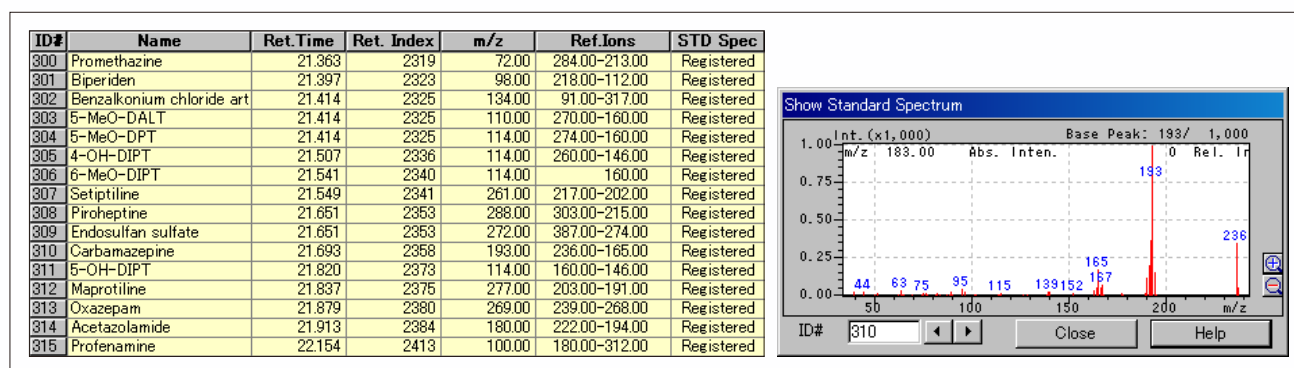 ID# Name Ret.Time Ret. Index m/z Ref.Ions STD Spec
300 Promethazine 21.363 2319 72.00 284.00-213.00 Registered
301 Biperiden 21.397 2323 98.00 218.00-112.00 Registered
302 Benzalkonium chloride art 21.414 2325 134.00 91.00-317.00 Registered
303 5-MeO-DALT 21.414 2325 110.00 270.00-160.00 Registered
304 5-MeO-DPT 21.414 2325 114.00 274.00-160.00 Registered
305 4-OH-DIPT 21.507 2336 114.00 260.00-146.00 Registered
306 6-MeO-DIPT 21.541 2340 114.00 160.00 Registered
307 Setiptiline 21.549 2341 261.00 217.00-202.00 Registered
308 Piroheptine 21.651 2353 288.00 303.00-215.00 Registered
309 Endosulfan sulfate 21.651 2353 272.00 387.00-274.00 Registered
310 Carbamazepine 21.693 2358 193.00 236.00-165.00 Registered
311 5-OH-DIPT 21.820 2373 114.00 160.00-146.00 Registered
312 Maprotiline 21.837 2375 277.00 203.00-191.00 Registered
313 Oxazepam 21.879 2380 269.00 239.00-268.00 Registered
314 Acetazolamide 21.913 2384 180.00 222.00-194.00 Registered
315 Profenamine 22.154 2413 100.00 180.00-312.00 Registered
Show Standard Spectrum
Int.(x1,000) Base Peak: 193/ 1,000
1.00 m/z 183.00 Abs. Inten. 0 Rel. In
193
0.75
0.50
236
0.25
165
167
44 63 75 95 115 139 152
0.00
50 100 150 200 m/z
ID# 310 Close Help